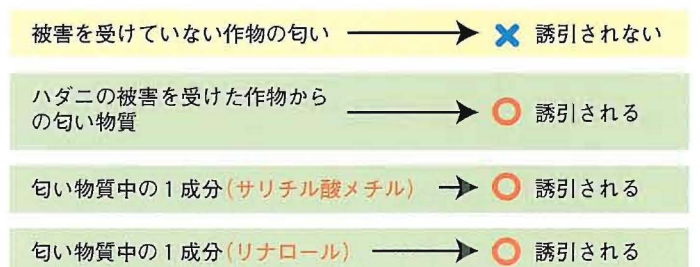 被害を受けていない作物の匂い → × 誘引されない
ハダニの被害を受けた作物から
の匂い物質 → ○ 誘引される
匂い物質中の1成分(サリチル酸メチル) → ○ 誘引される
匂い物質中の1成分(リナロール) → ○ 誘引される